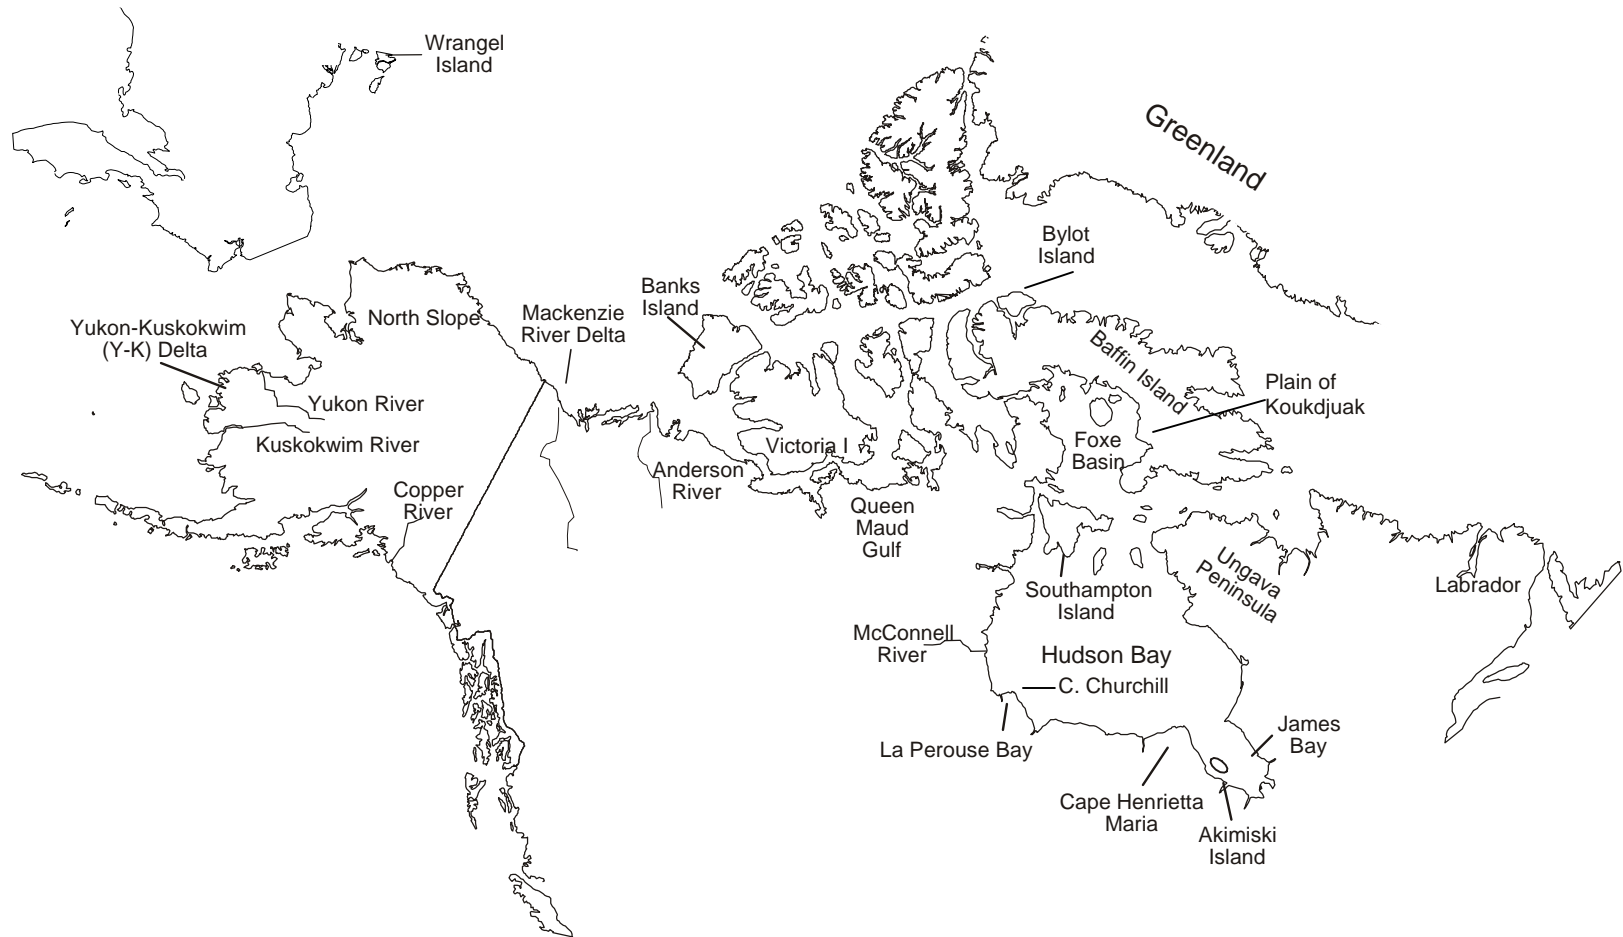 Wrangel
Island
Greenland
Bylot
Island
Banks
Island
Mackenzie
River Delta
North Slope
Yukon-Kuskokwim
(Y-K) Delta
Baffin Island
Plain of
Koukdjuak
Yukon River
Kuskokwim River
Victoria I
Foxe
Basin
Anderson
River
Copper
River
Queen
Maud
Gulf
Ungava
Peninsula
Labrador
Southampton
Island
McConnell
River
Hudson Bay
C. Churchill
La Perouse Bay
James
Bay
Cape Henrietta
Maria
Akimiski
Island